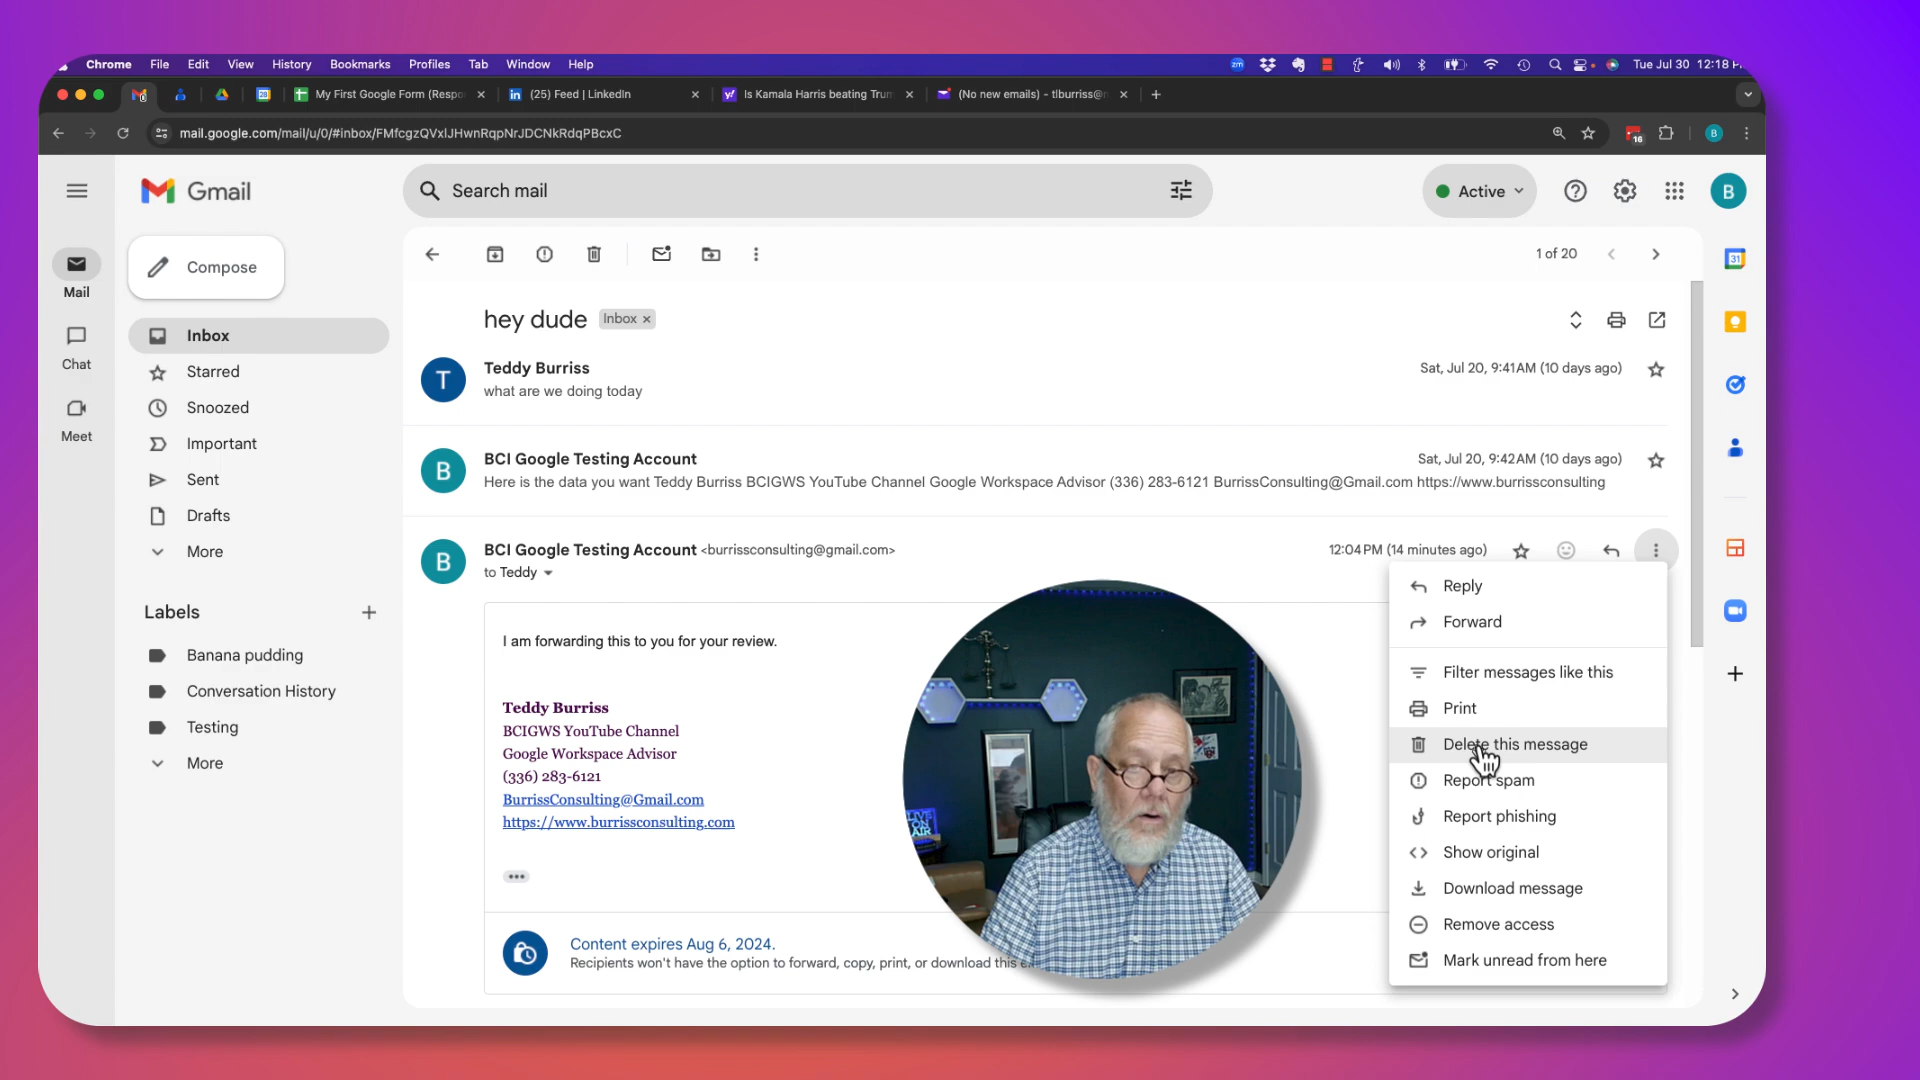 Chrome File Edit View History Bookmarks Profiles Tab Window Help
zm Tue Jul 30 12:18
My First Google Form (Respo
(25) Feed | LinkedIn
Is Kamala Harris beating Trum
(No new emails) - tlburriss@
mail.google.com/mail/u/0/#inbox/FMfcgzQVxlJHwnRqpNrJDCNkRdqPBcxC
16
B
Gmail
Search mail
Active
B
Compose
Mail
Chat
Meet
Inbox
Starred
Snoozed
Important
Sent
Drafts
More
Labels
Banana pudding
Conversation History
Testing
More
1 of 20
31
hey dude Inbox ×
T
Teddy Burriss Sat, Jul 20, 9:41 AM (10 days ago)
what are we doing today
B
BCI Google Testing Account Sat, Jul 20, 9:42 AM (10 days ago)
Here is the data you want Teddy Burriss BCIGWS YouTube Channel Google Workspace Advisor (336) 283-6121 BurrissConsulting@Gmail.com https://www.burrissconsulting
B
BCI Google Testing Account <burrissconsulting@gmail.com> 12:04 PM (14 minutes ago)
to Teddy
I am forwarding this to you for your review.
Teddy Burriss
BCIGWS YouTube Channel
Google Workspace Advisor
(336) 283-6121
BurrissConsulting@Gmail.com
https://www.burrissconsulting.com
Content expires Aug 6, 2024.
Recipients won't have the option to forward, copy, print, or download this
LIVE
ON
AIR
Reply
Forward
Filter messages like this
Print
Delete this message
Report spam
Report phishing
Show original
Download message
Remove access
Mark unread from here